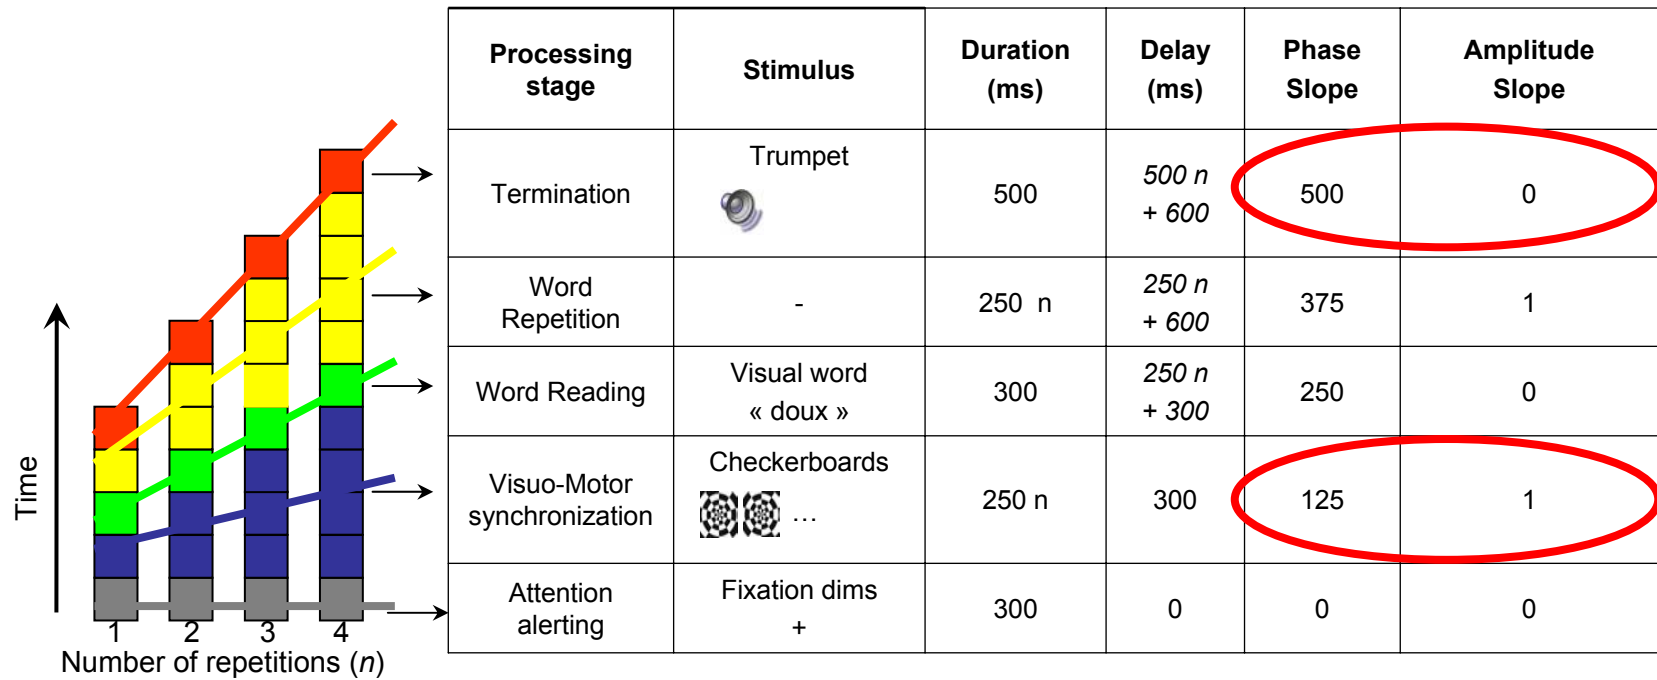 Processing
stage
Stimulus
Duration
(ms)
Delay
(ms)
Phase
Slope
Amplitude
Slope
Termination
Trumpet
500
500 n
+ 600
500
0
Word
Repetition
-
250 n
250 n
+ 600
375
1
Word Reading
Visual word
« doux »
300
250 n
+ 300
250
0
Visuo-Motor
synchronization
Checkerboards
...
250 n
300
125
1
Attention
alerting
Fixation dims
+
300
0
0
0
Time
1 2 3 4
Number of repetitions (n)